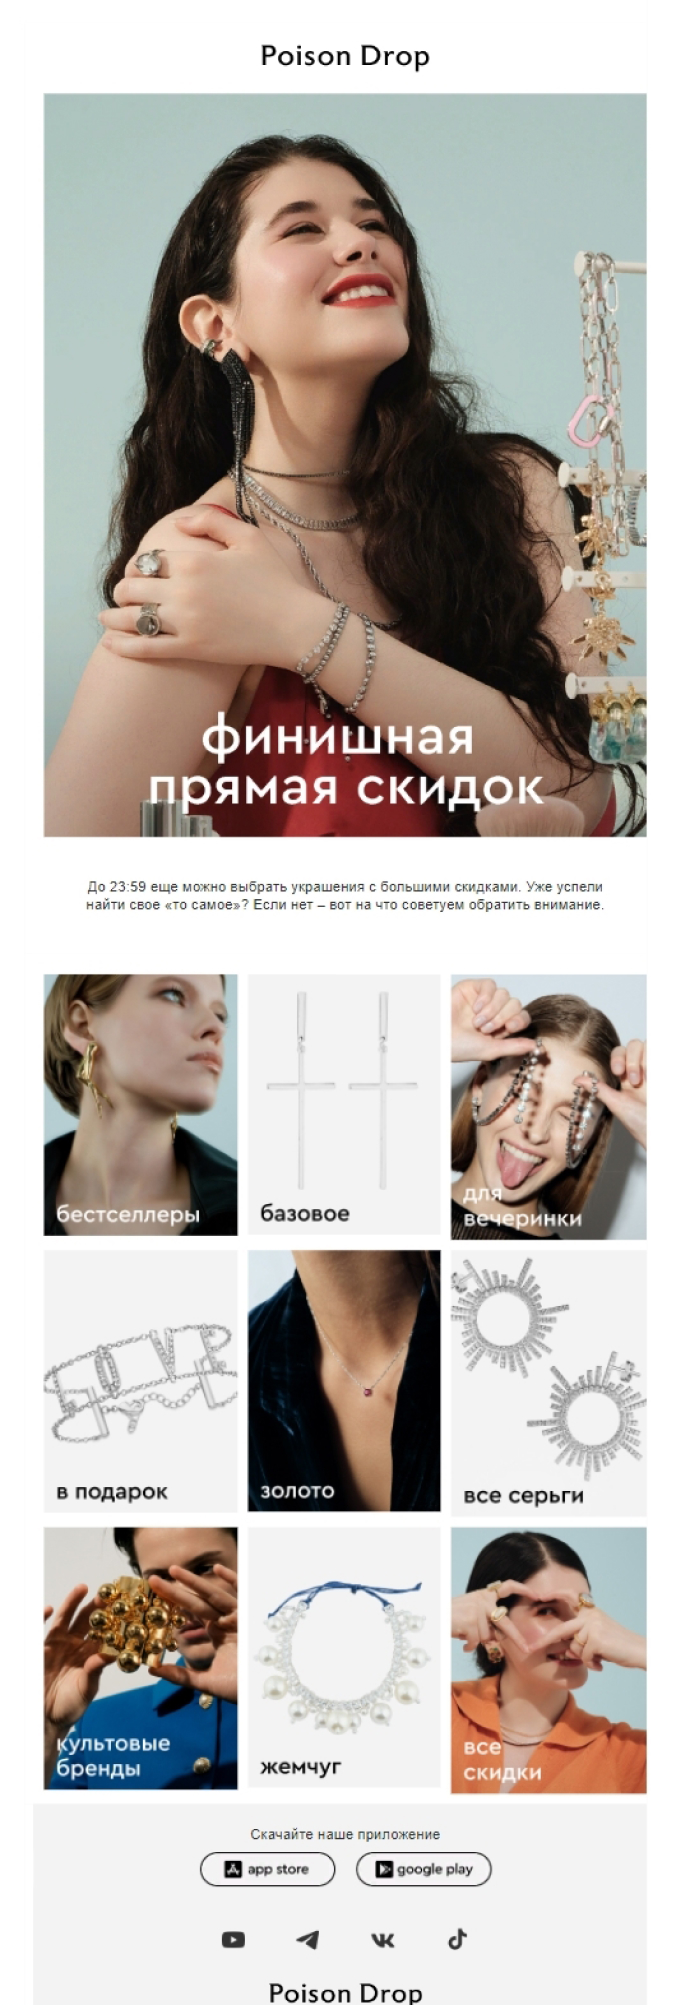 Poison Drop
финишная
прямая скидок
До 23:59 еще можно выбрать украшения с большими скидками. Уже успели
найти свое «то самое»? Если нет – вот на что советуем обратить внимание.
бестселлеры
базовое
для
вечеринки
в подарок
золото
все серьги
культовые
бренды
жемчуг
все
скидки
Скачайте наше приложение
app store
google play
Poison Drop